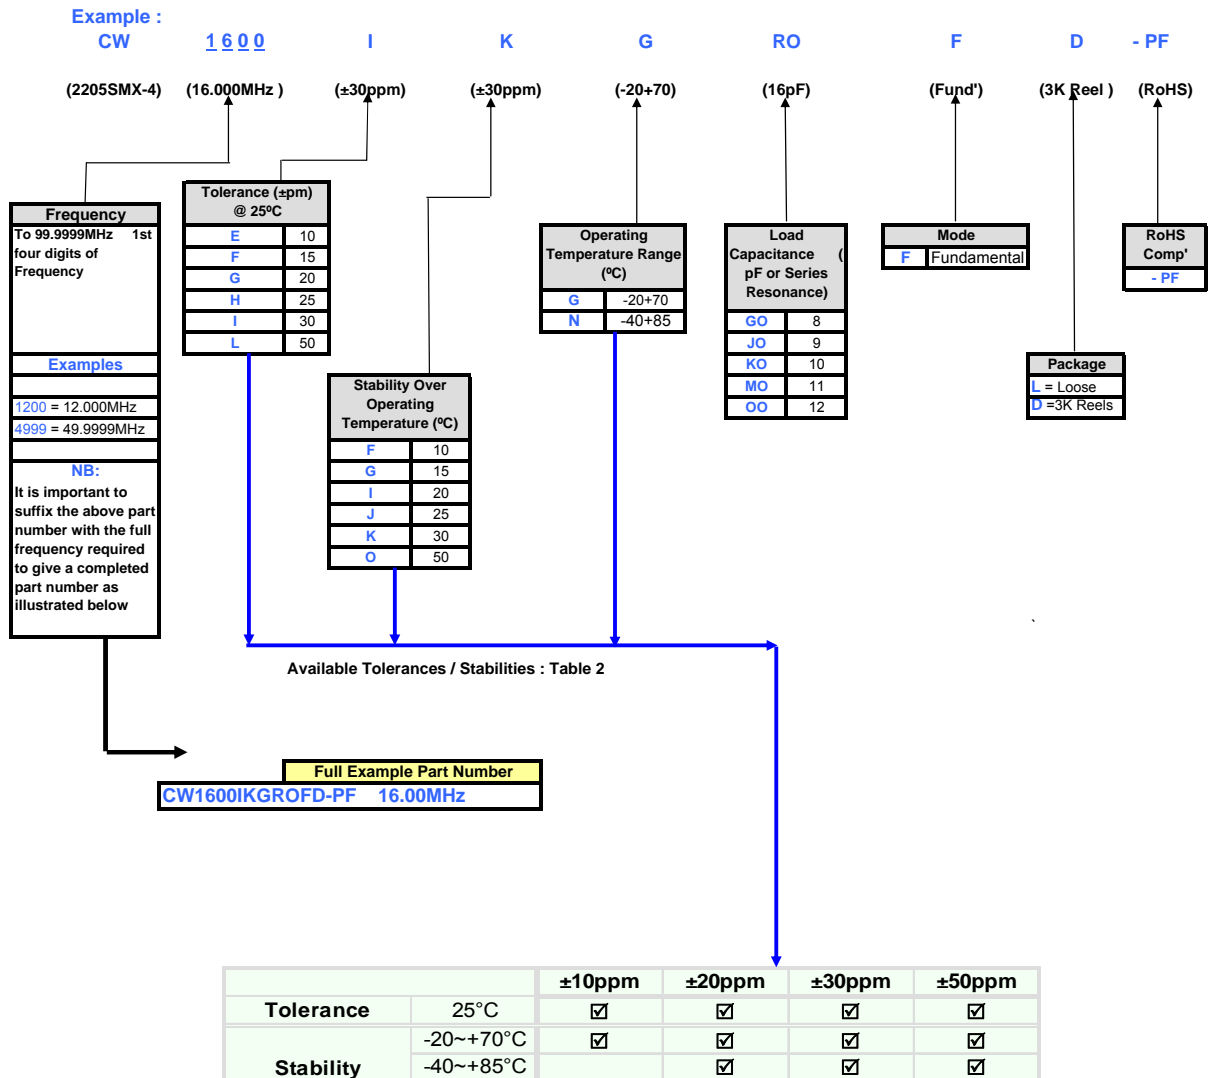 Example :
CW 1600 I K G RO F D - PF
(2205SMX-4) (16.000MHz ) (±30ppm) (±30ppm) (-20+70) (16pF) (Fund') (3K Reel ) (RoHS)
Frequency
To 99.9999MHz 1st
four digits of
Frequency
Examples
1200 = 12.000MHz
4999 = 49.9999MHz
NB:
It is important to
suffix the above part
number with the full
frequency required
to give a completed
part number as
illustrated below
Tolerance (±pm)
@ 25ºC
E 10
F 15
G 20
H 25
I 30
L 50
Stability Over
Operating
Temperature (ºC)
F 10
G 15
I 20
J 25
K 30
O 50
Operating
Temperature Range
(ºC)
G -20+70
N -40+85
Load
Capacitance (
pF or Series
Resonance)
GO 8
JO 9
KO 10
MO 11
OO 12
Mode
F Fundamental
Package
L = Loose
D =3K Reels
RoHS
Comp'
- PF
`
Available Tolerances / Stabilities : Table 2
Full Example Part Number
CW1600IKGROFD-PF 16.00MHz
±10ppm ±20ppm ±30ppm ±50ppm
Tolerance 25°C ☑ ☑ ☑ ☑
-20~+70°C ☑ ☑ ☑ ☑
Stability -40~+85°C ☑ ☑ ☑